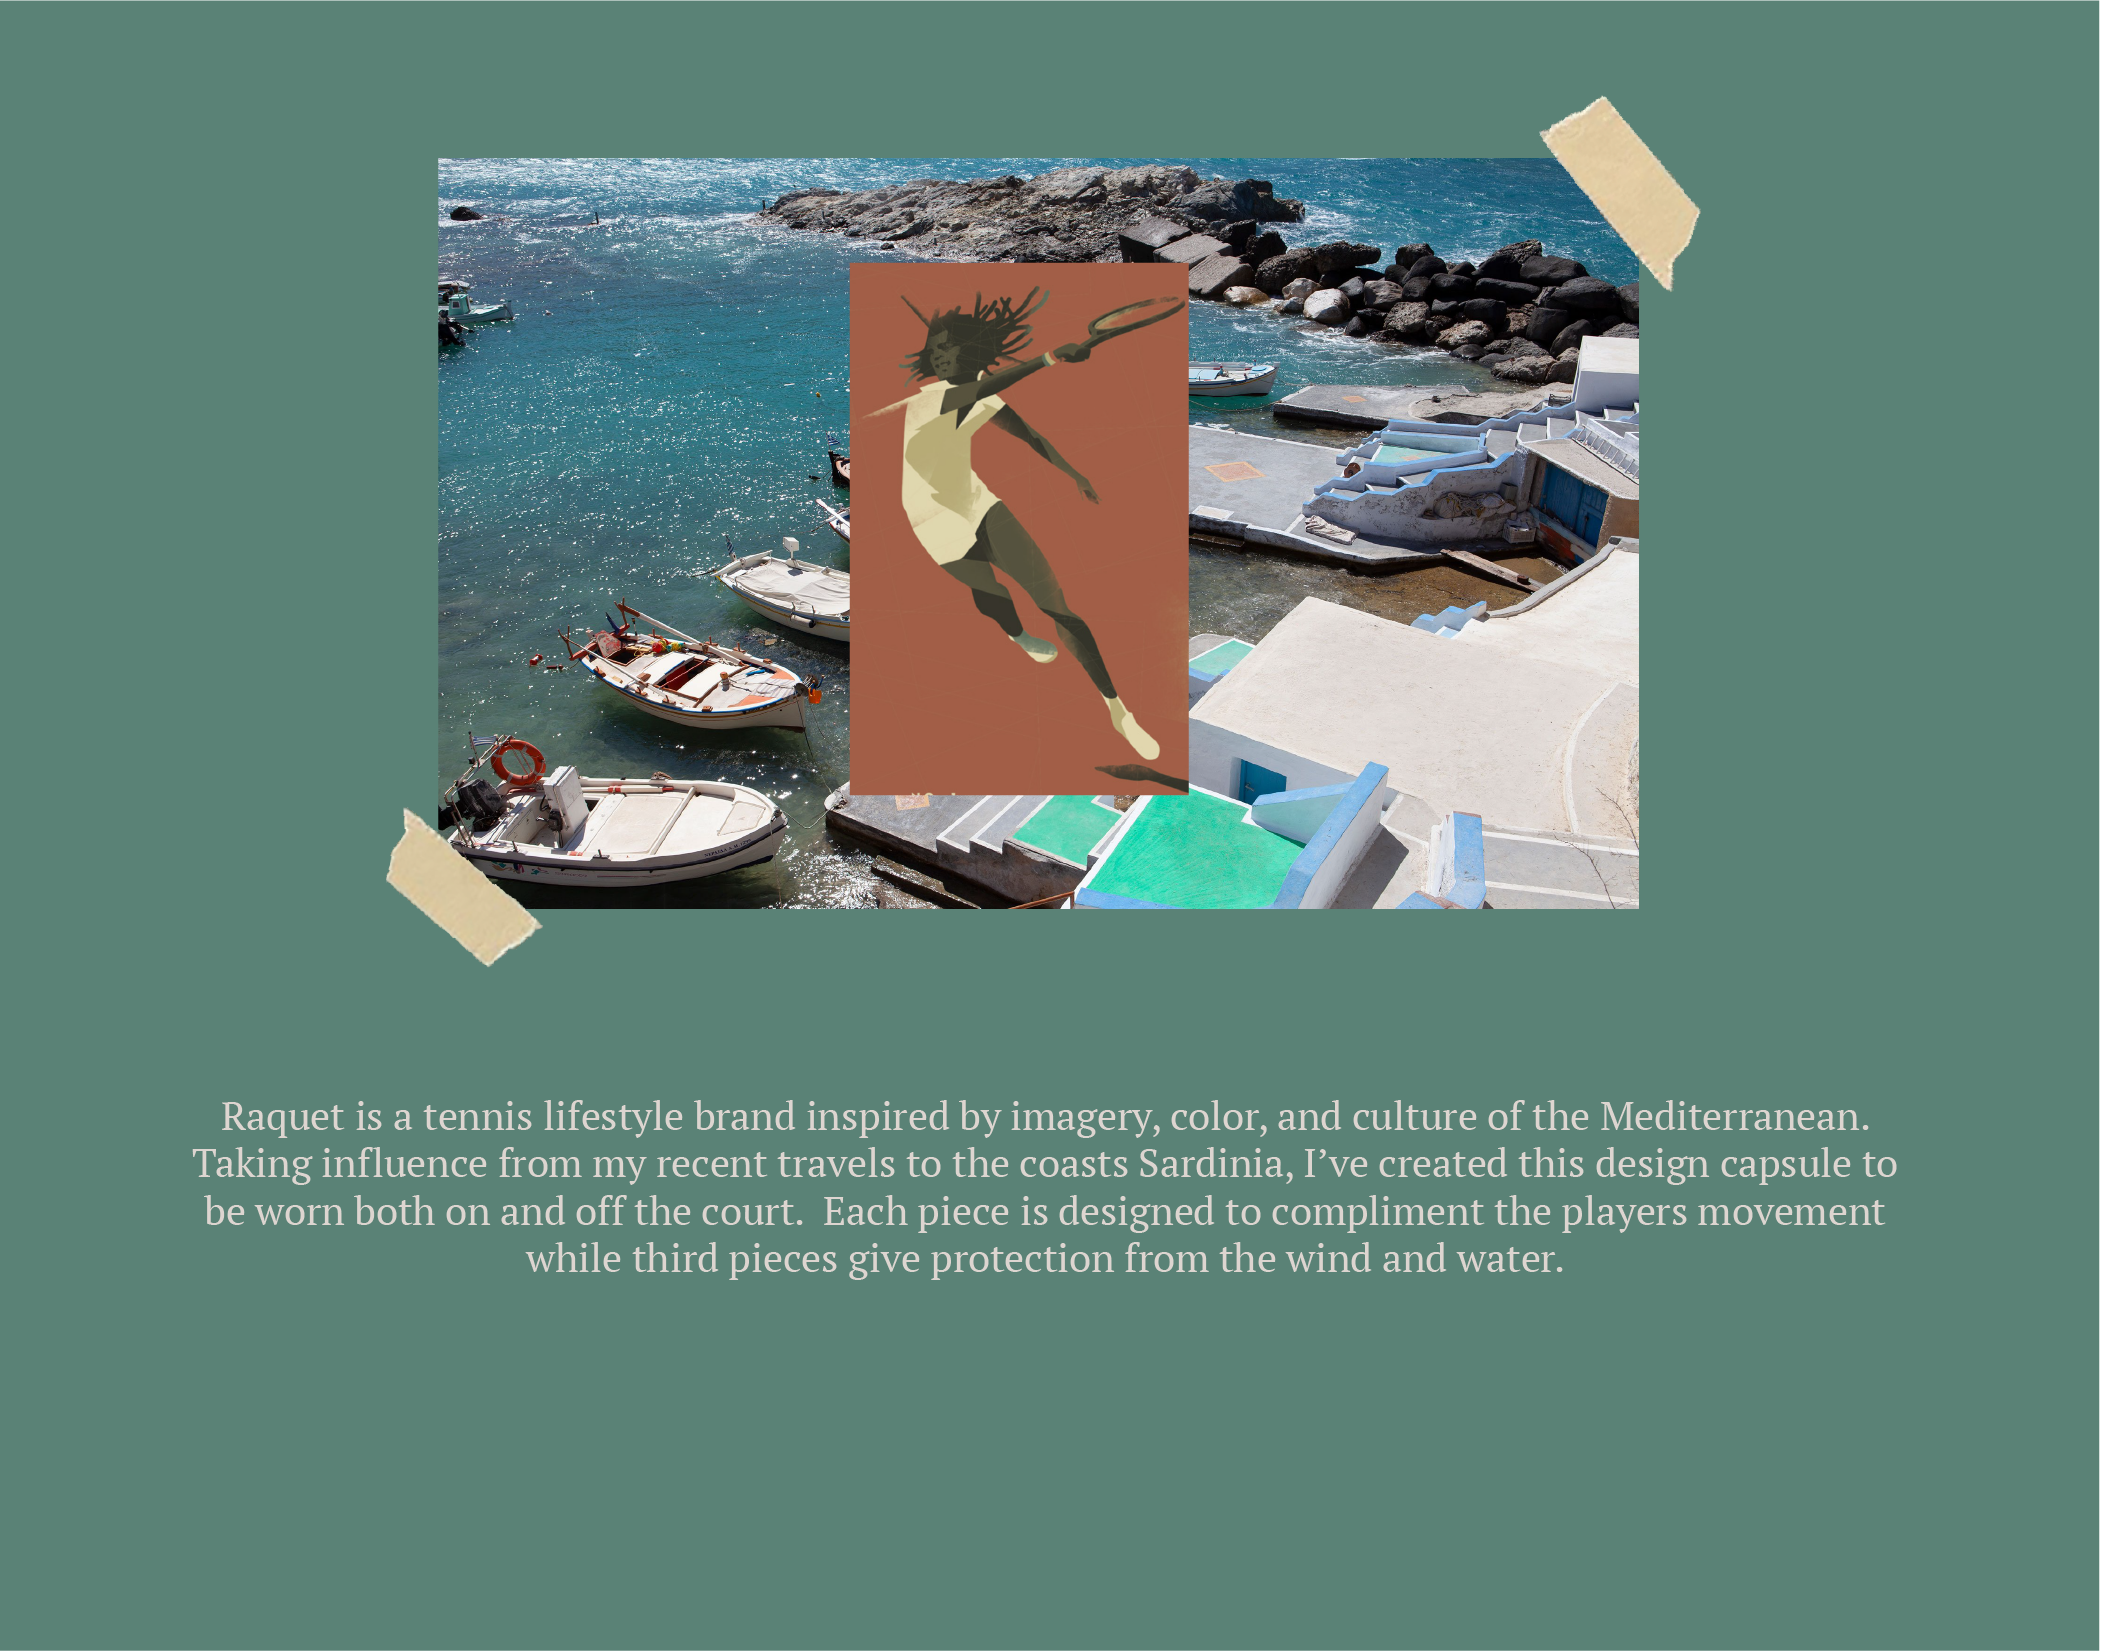 Raquet is a tennis lifestyle brand inspired by imagery, color, and culture of the Mediterranean.
Taking influence from my recent travels to the coasts Sardinia, I’ve created this design capsule to
be worn both on and off the court.  Each piece is designed to compliment the players movement
while third pieces give protection from the wind and water.